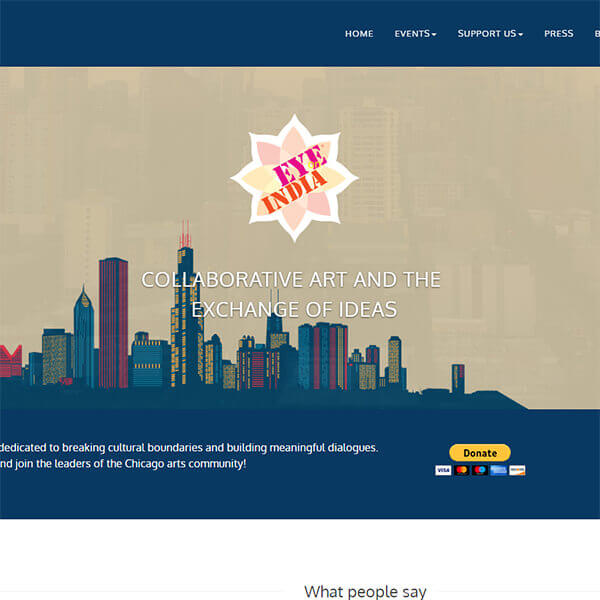 HOME EVENTS SUPPORT US PRESS B
EYE
INDIA
COLLABORATIVE ART AND THE
EXCHANGE OF IDEAS
dedicated to breaking cultural boundaries and building meaningful dialogues.
nd join the leaders of the Chicago arts community!
Donate
VISA
What people say